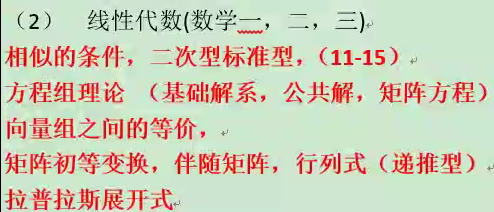 （2） 线性代数(数学一，二，三)
相似的条件，二次型标准型，（11-15）
方程组理论 （基础解系，公共解，矩阵方程）
向量组之间的等价，
矩阵初等变换，伴随矩阵，行列式（递推型）
拉普拉斯展开式